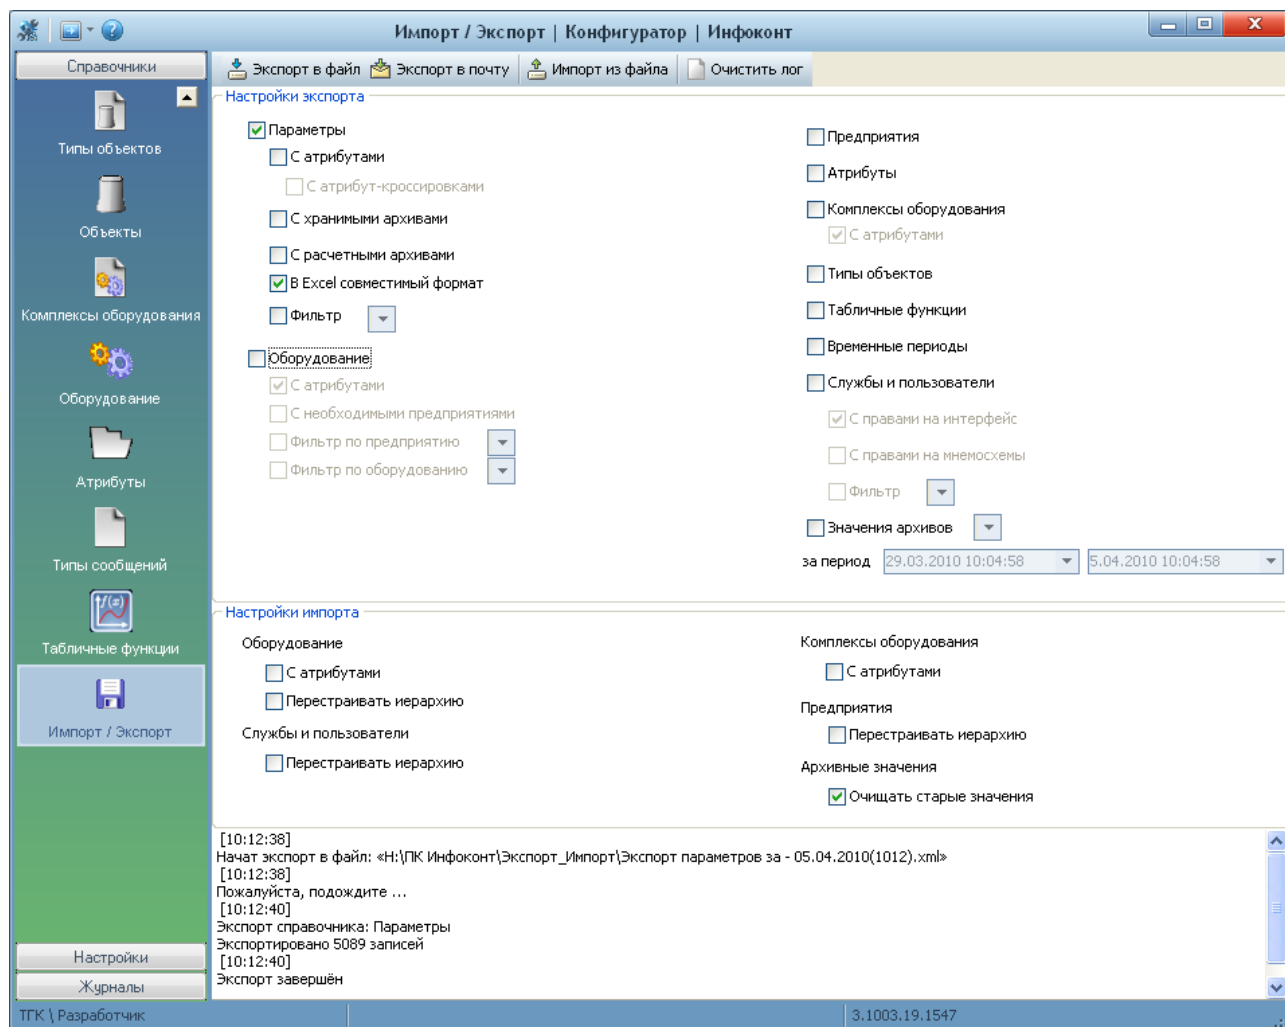 Импорт / Экспорт | Конфигуратор | Инфоконт
Справочники
Типы объектов
Объекты
Комплексы оборудования
Оборудование
Атрибуты
Типы сообщений
f(x)
Табличные функции
Импорт / Экспорт
Настройки
Журналы
Экспорт в файл Экспорт в почту Импорт из файла Очистить лог
Настройки экспорта
Параметры
С атрибутами
С атрибут-кроссировками
С хранимыми архивами
С расчетными архивами
В Excel совместимый формат
Фильтр
Оборудование
С атрибутами
С необходимыми предприятиями
Фильтр по предприятию
Фильтр по оборудованию
Предприятия
Атрибуты
Комплексы оборудования
С атрибутами
Типы объектов
Табличные функции
Временные периоды
Службы и пользователи
С правами на интерфейс
С правами на мнемосхемы
Фильтр
Значения архивов
за период 29.03.2010 10:04:58 5.04.2010 10:04:58
Настройки импорта
Оборудование
С атрибутами
Перестраивать иерархию
Службы и пользователи
Перестраивать иерархию
Комплексы оборудования
С атрибутами
Предприятия
Перестраивать иерархию
Архивные значения
Очищать старые значения
[10:12:38]
Начат экспорт в файл: «H:\ПК Инфоконт\Экспорт_Импорт\Экспорт параметров за - 05.04.2010(1012).xml»
[10:12:38]
Пожалуйста, подождите ...
[10:12:40]
Экспорт справочника: Параметры
Экспортировано 5089 записей
[10:12:40]
Экспорт завершён
ТГК \ Разработчик
3.1003.19.1547